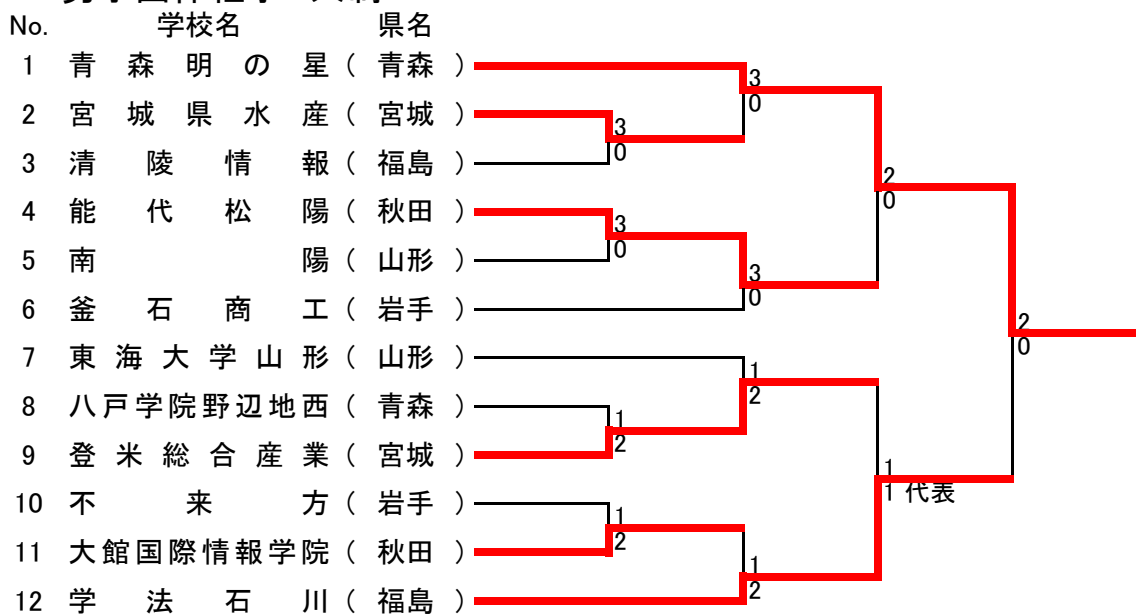 No. 学校名 県名
1 青森明の星 ( 青森 )
2 宮城県水産 ( 宮城 )
3 清陵情報 ( 福島 )
4 能代松陽 ( 秋田 )
5 南陽 ( 山形 )
6 釜石商工 ( 岩手 )
7 東海大学山形 ( 山形 )
8 八戸学院野辺地西 ( 青森 )
9 登米総合産業 ( 宮城 )
10 不来方 ( 岩手 )
11 大館国際情報学院 ( 秋田 )
12 学法石川 ( 福島 )
3
0
3
0
3
0
3
0
1
2
1
2
1
2
1
2
2
0
1
1 代表
2
0